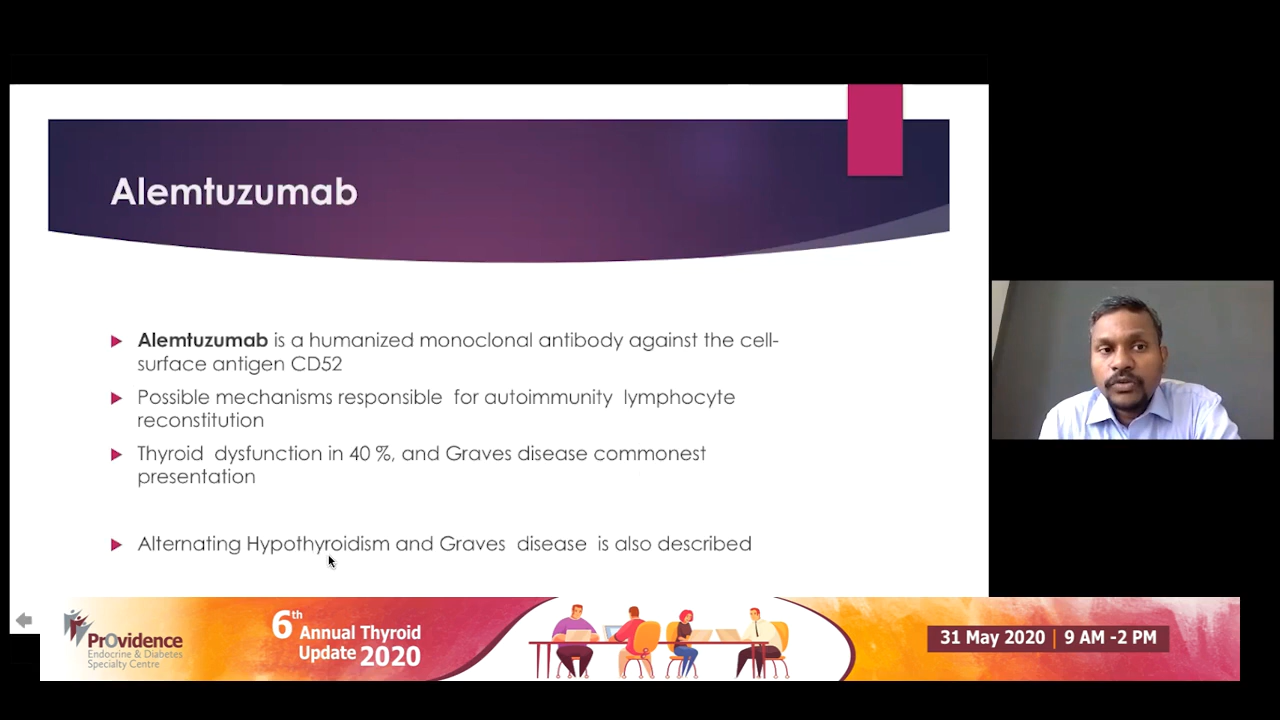 Alemtuzumab
Alemtuzumab is a humanized monoclonal antibody against the cell-
surface antigen CD52
Possible mechanisms responsible for autoimmunity lymphocyte
reconstitution
Thyroid dysfunction in 40 %, and Graves disease commonest
presentation
Alternating Hypothyroidism and Graves disease is also described
PrOvidence
Endocrine & Diabetes
Specialty Centre
6th
Annual Thyroid
Update 2020
31 May 2020 | 9 AM -2 PM